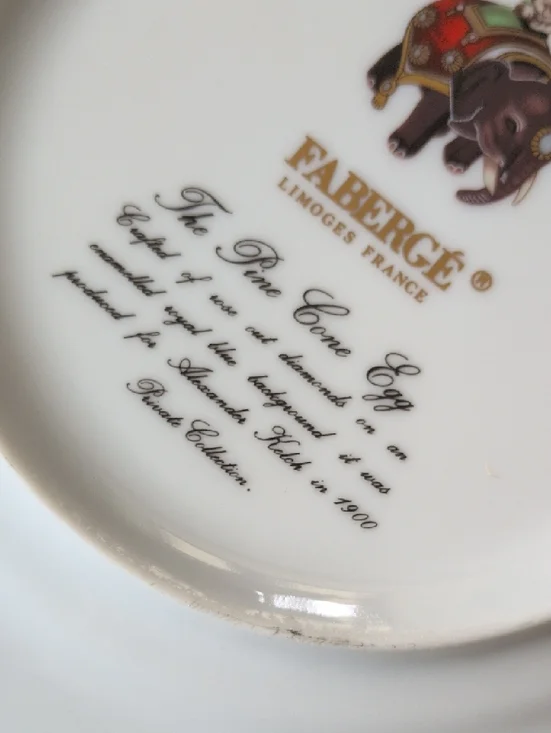 FABERGÉ ®
LIMOGES FRANCE
The Pine Cone Egg
Crafted of rose cut diamonds on an
enamelled royal blue background it was
produced for Alexander Kelch in 1900
Private Collection.